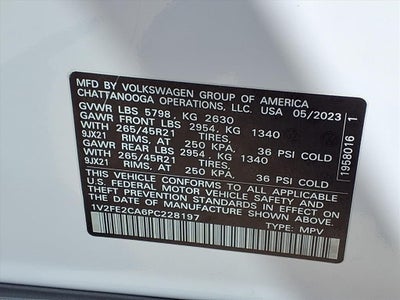 MFD BY VOLKSWAGEN GROUP OF AMERICA
CHATTANOOGA OPERATIONS, LLC. USA 05/2023
GVWR LBS 5798, KG 2630
GAWR FRONT LBS 2954, KG 1340
265/45R21 TIRES,
9JX21 RIMS, AT 250 KPA. 36 PSI COLD
GAWR REAR LBS 2954, KG 1340
265/45R21 TIRES,
9JX21 RIMS, AT 250 KPA. 36 PSI COLD
THIS VEHICLE CONFORMS TO ALL APPLICABLE
U.S. FEDERAL MOTOR VEHICLE SAFETY AND
THEFT PREVENTION STANDARDS IN EFFECT
ON THE DATE OF MANUFACTURE SHOWN ABOVE.
1V2FE2CA6PC228197
TYPE: MPV
1958016 1